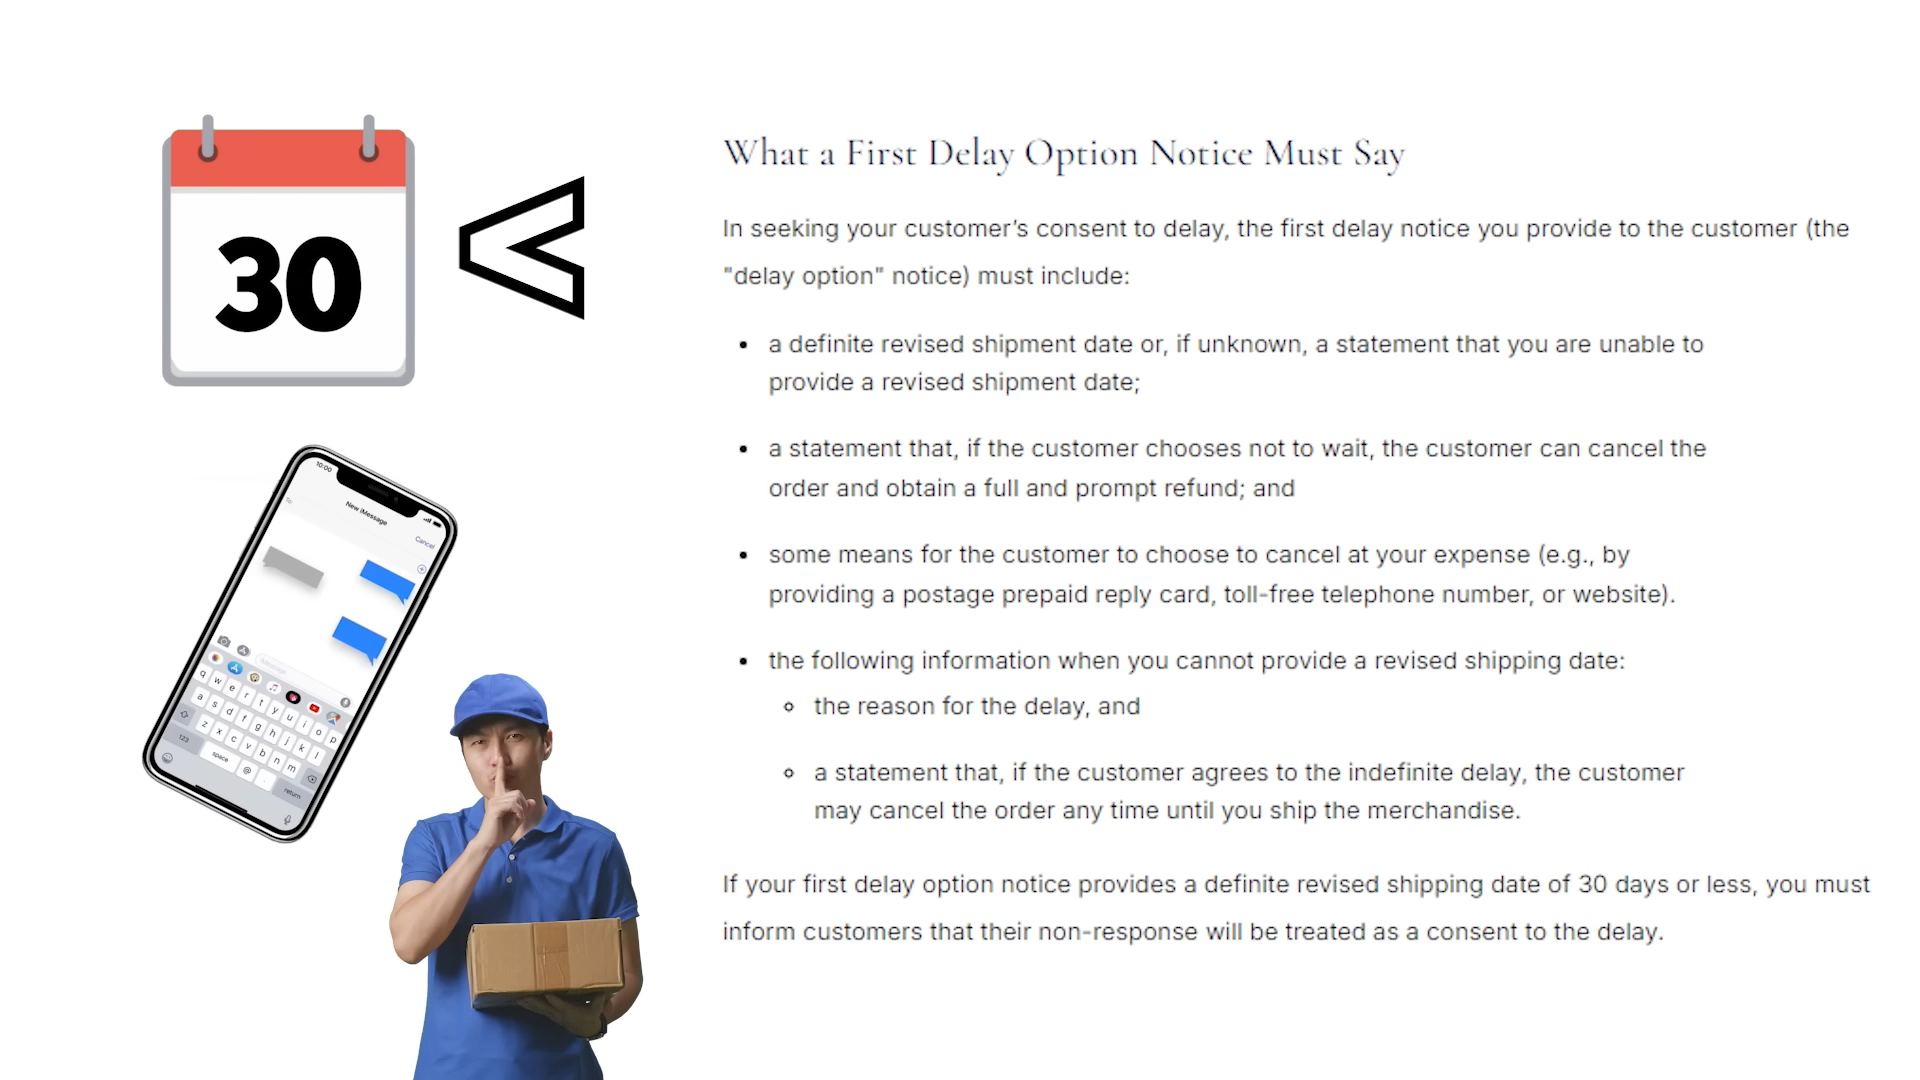 30
<
What a First Delay Option Notice Must Say
In seeking your customer's consent to delay, the first delay notice you provide to the customer (the
"delay option" notice) must include:
• a definite revised shipment date or, if unknown, a statement that you are unable to
provide a revised shipment date;
• a statement that, if the customer chooses not to wait, the customer can cancel the
order and obtain a full and prompt refund; and
• some means for the customer to choose to cancel at your expense (e.g., by
providing a postage prepaid reply card, toll-free telephone number, or website).
• the following information when you cannot provide a revised shipping date:
◦ the reason for the delay, and
◦ a statement that, if the customer agrees to the indefinite delay, the customer
may cancel the order any time until you ship the merchandise.
If your first delay option notice provides a definite revised shipping date of 30 days or less, you must
inform customers that their non-response will be treated as a consent to the delay.
10:00
New iMessage
Cancel
To
q w e r t y u i o p
a s d f g h j k l
z x c v b n m
123 space @ . return